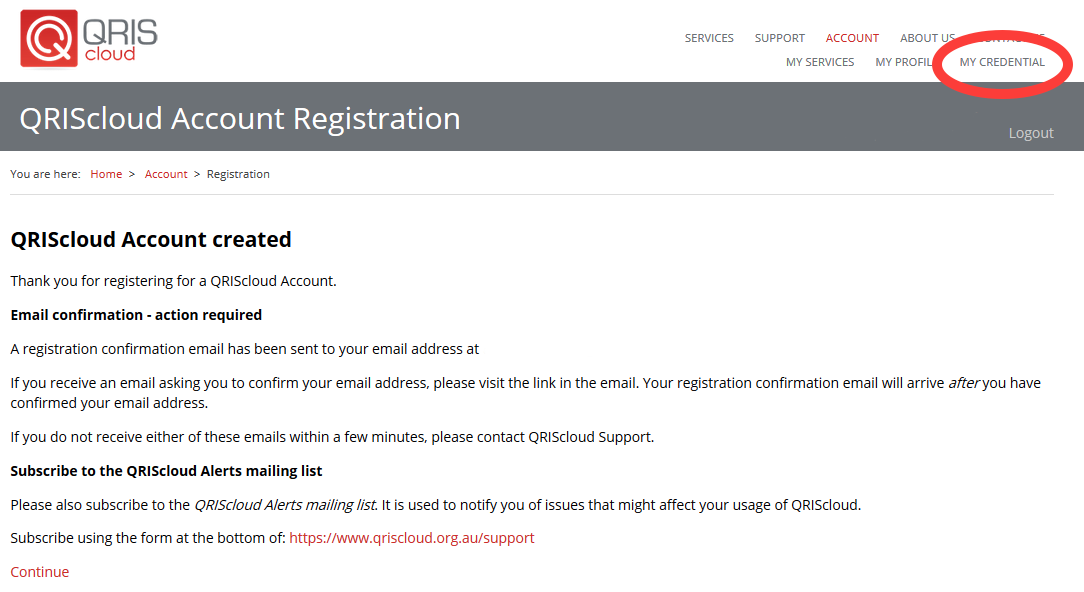 QRIS
cloud
SERVICES SUPPORT ACCOUNT ABOUT US
MY SERVICES MY PROFIL MY CREDENTIAL
QRIScloud Account Registration
Logout
You are here: Home > Account > Registration
QRIScloud Account created
Thank you for registering for a QRIScloud Account.
Email confirmation - action required
A registration confirmation email has been sent to your email address at
If you receive an email asking you to confirm your email address, please visit the link in the email. Your registration confirmation email will arrive after you have
confirmed your email address.
If you do not receive either of these emails within a few minutes, please contact QRIScloud Support.
Subscribe to the QRIScloud Alerts mailing list
Please also subscribe to the QRIScloud Alerts mailing list. It is used to notify you of issues that might affect your usage of QRIScloud.
Subscribe using the form at the bottom of: https://www.qriscloud.org.au/support
Continue